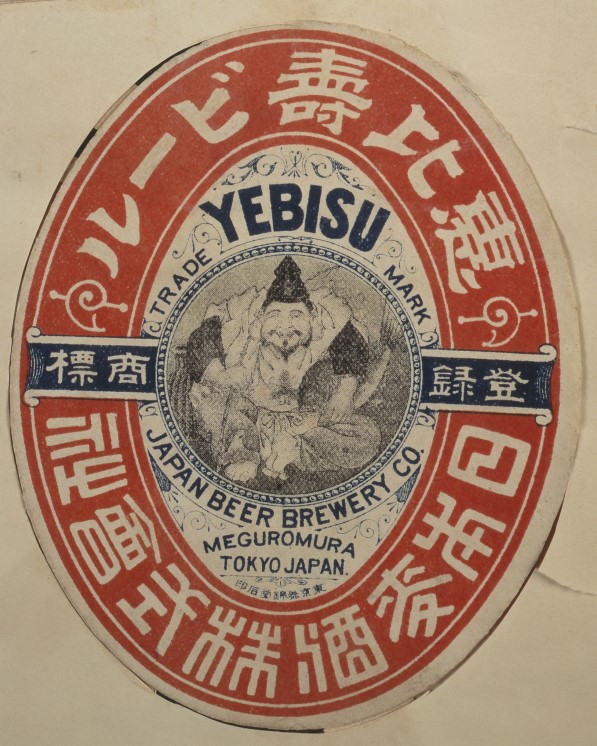 恵比壽ビール
YEBISU
TRADE MARK
登録商標
JAPAN BEER BREWERY CO.
MEGUROMURA
TOKYO JAPAN.
日本麦酒株式會社